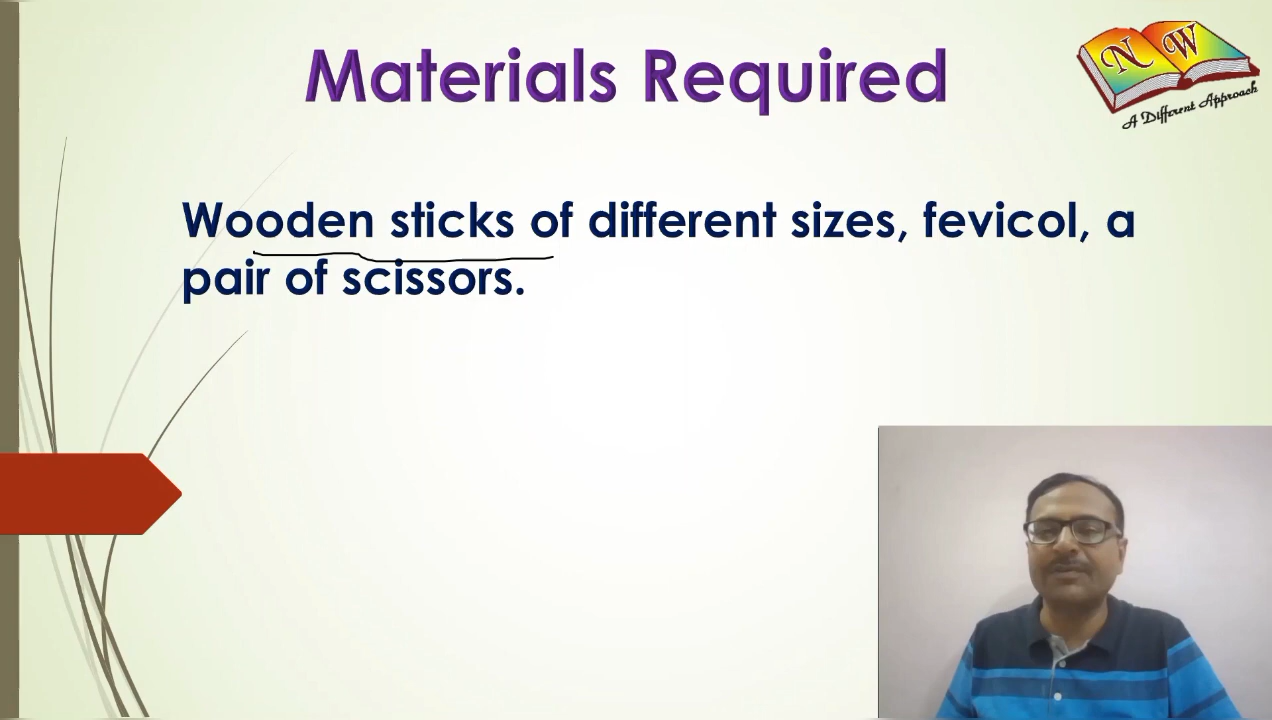 Materials Required
N W
A Different Approach
Wooden sticks of different sizes, fevicol, a
pair of scissors.